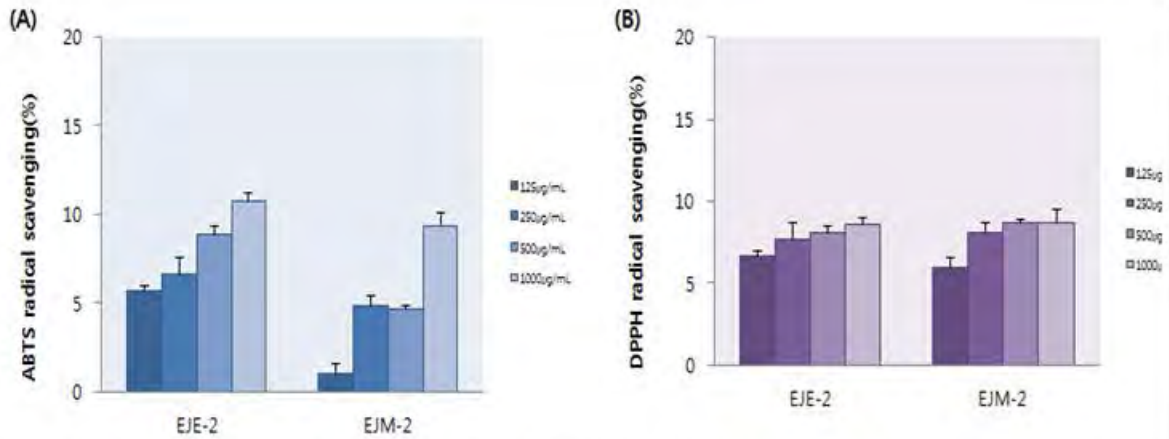 (A)
ABTS radical scavenging(%)
20
15
10
5
0
EJE-2
EJM-2
125μg/mL
250μg/mL
500μg/mL
1000μg/mL
(B)
DPPH radical scavenging(%)
20
15
10
5
0
EJE-2
EJM-2
125μg
250μg
500μg
1000μ